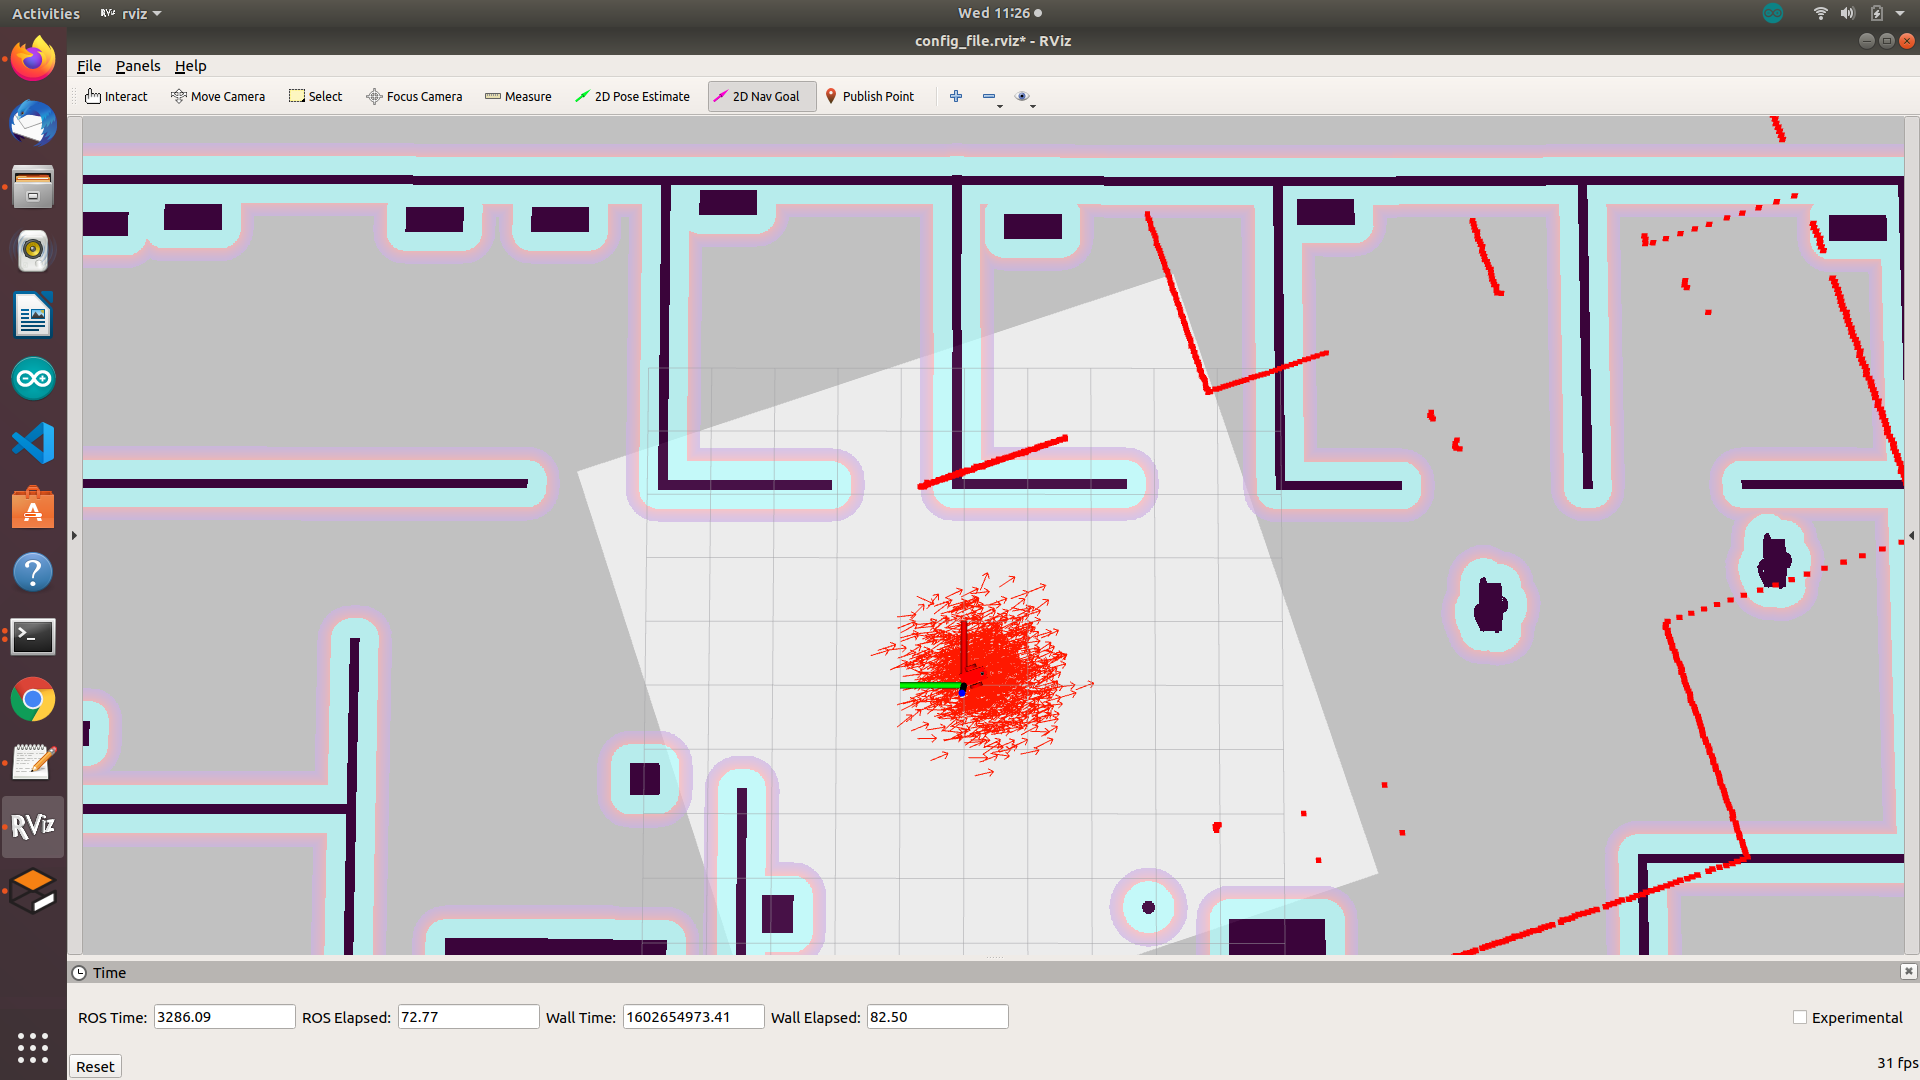 Activities RViz rviz Wed 11:26
config_file.rviz* - RViz
File Panels Help
Interact Move Camera Select Focus Camera Measure 2D Pose Estimate 2D Nav Goal Publish Point
RViz
Time
ROS Time: 3286.09 ROS Elapsed: 72.77 Wall Time: 1602654973.41 Wall Elapsed: 82.50 Experimental
Reset 31 fps